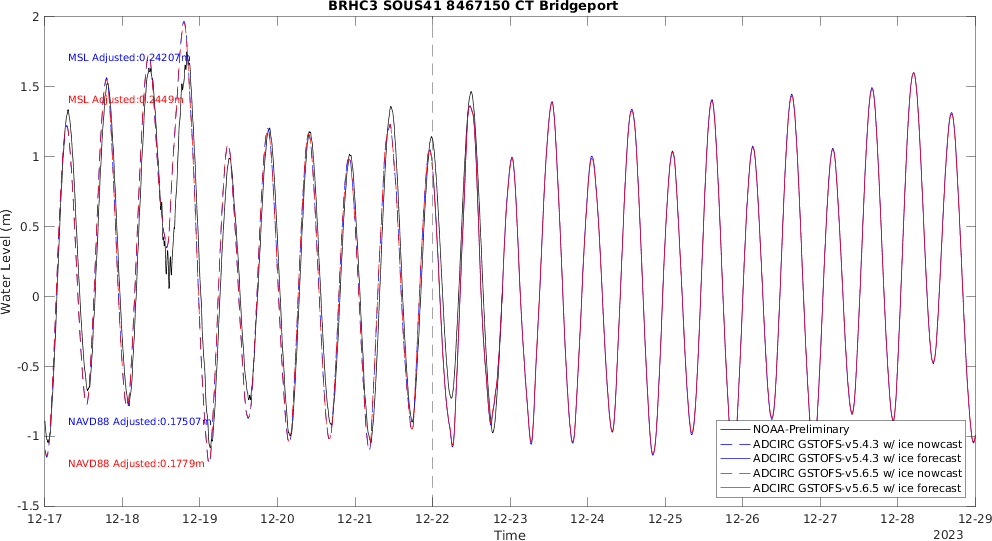 BRHC3 SOUS41 8467150 CT Bridgeport
2
MSL Adjusted:0.24207m
1.5
MSL Adjusted:0.2449m
1
0.5
Water Level (m)
0
-0.5
NAVD88 Adjusted:0.17507m
-1
NAVD88 Adjusted:0.1779m
-1.5
NOAA-Preliminary
ADCIRC GSTOFS-v5.4.3 w/ ice nowcast
ADCIRC GSTOFS-v5.4.3 w/ ice forecast
ADCIRC GSTOFS-v5.6.5 w/ ice nowcast
ADCIRC GSTOFS-v5.6.5 w/ ice forecast
12-17 12-18 12-19 12-20 12-21 12-22 12-23 12-24 12-25 12-26 12-27 12-28 12-29
Time
2023